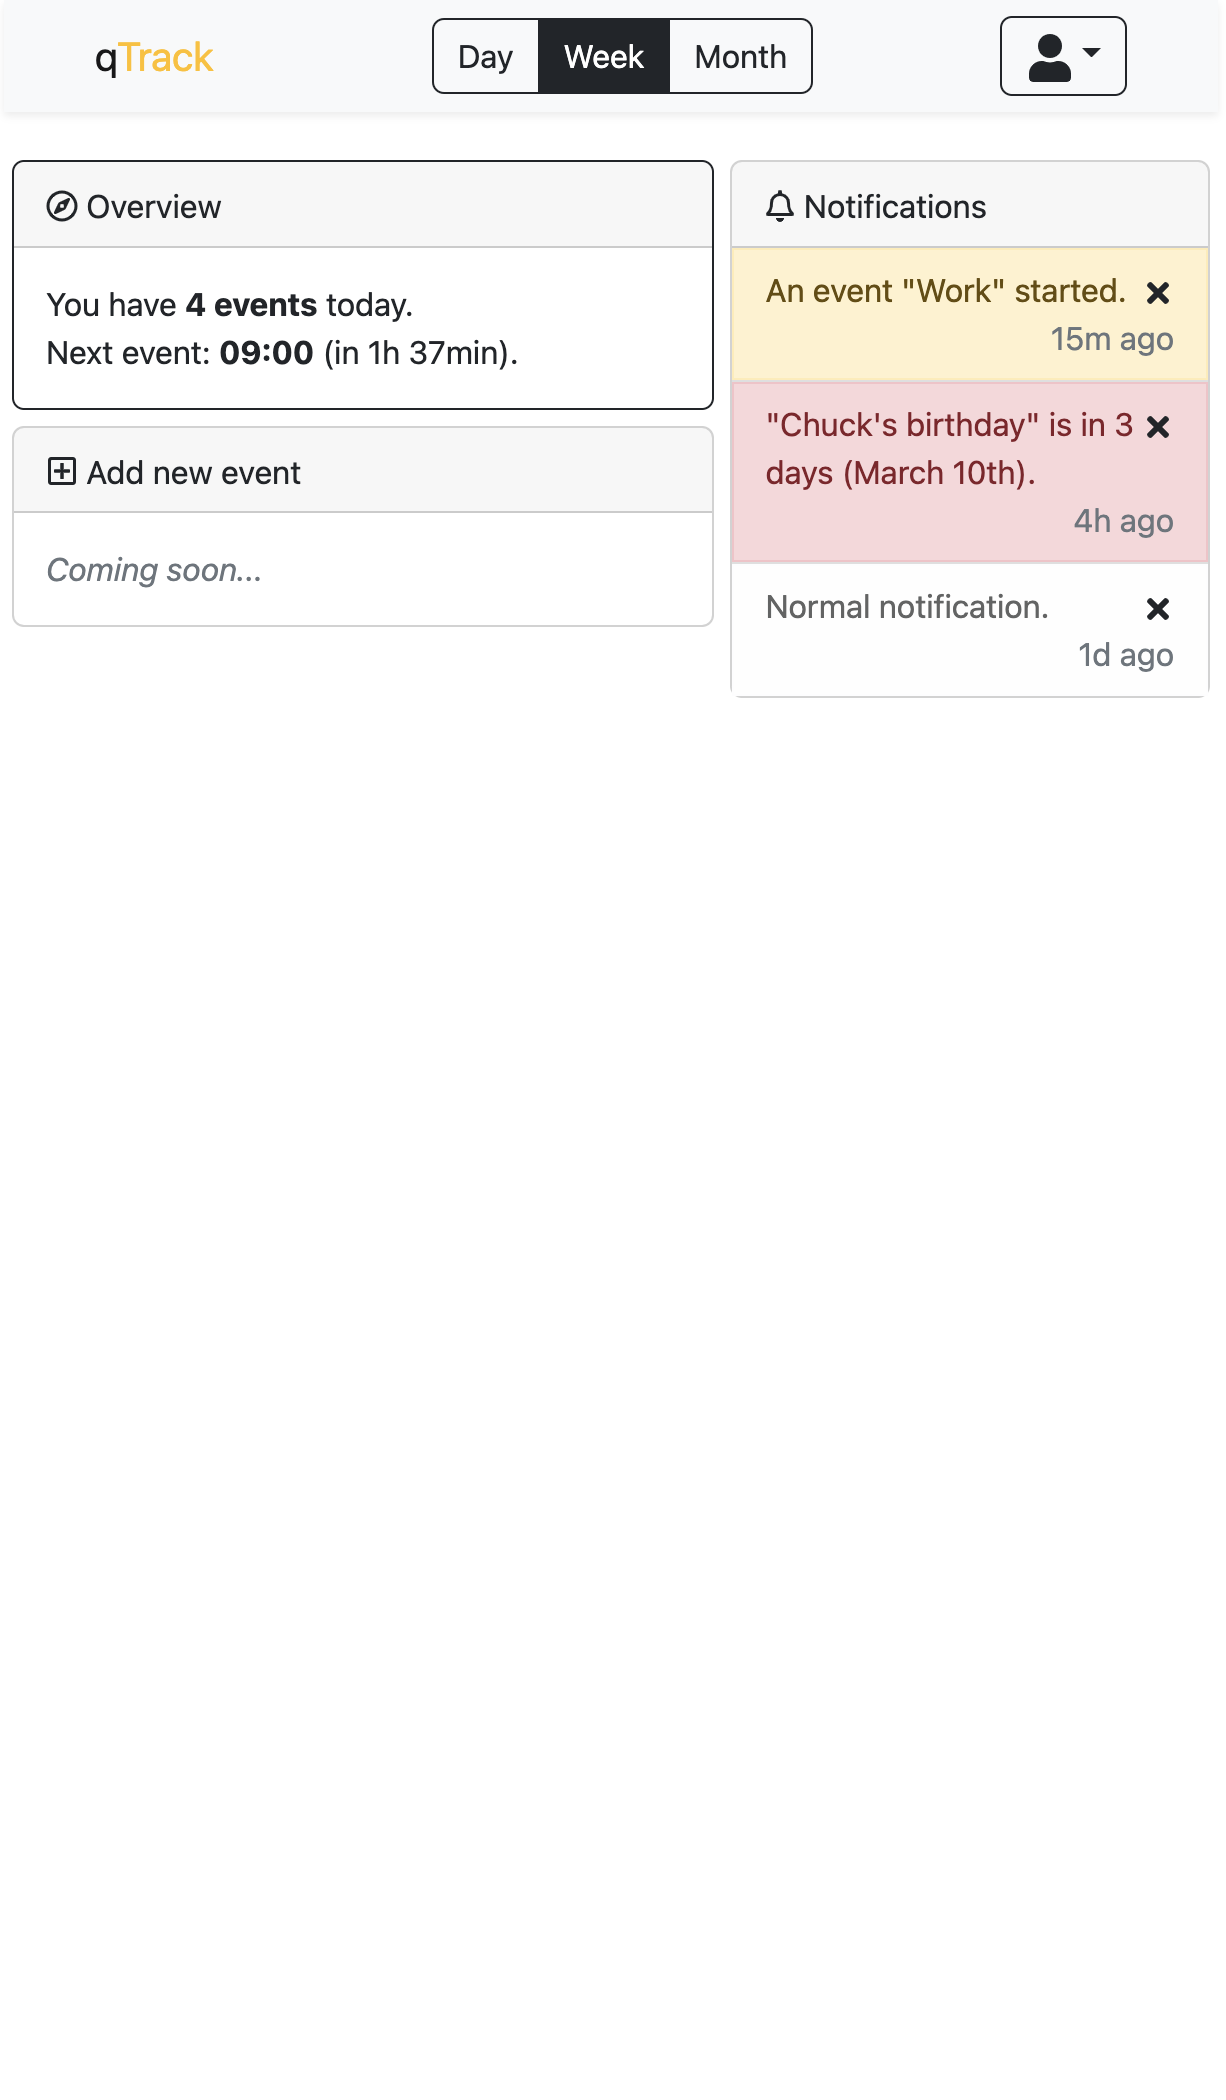 qTrack
Day
Week
Month
Overview
You have 4 events today.
Next event: 09:00 (in 1h 37min).
Add new event
Coming soon...
Notifications
An event "Work" started.
15m ago
"Chuck's birthday" is in 3
days (March 10th).
4h ago
Normal notification.
1d ago